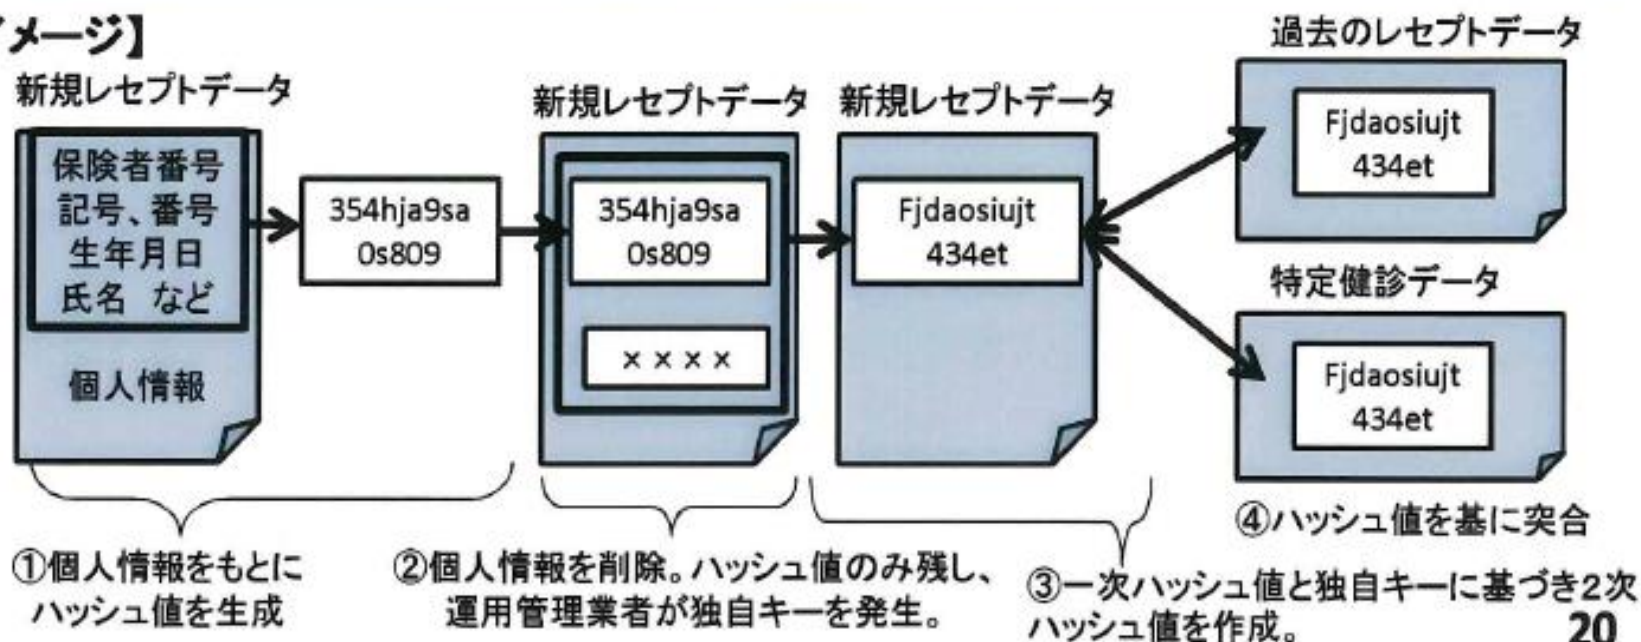 メージ】
新規レセプトデータ
保険者番号
記号、番号
生年月日
氏名 など
個人情報
354hja9sa
0s809
新規レセプトデータ
354hja9sa
0s809
××××
新規レセプトデータ
Fjdaosiujt
434et
過去のレセプトデータ
Fjdaosiujt
434et
特定健診データ
Fjdaosiujt
434et
①個人情報をもとに
ハッシュ値を生成
②個人情報を削除。ハッシュ値のみ残し、
運用管理業者が独自キーを発生。
③一次ハッシュ値と独自キーに基づき2次
ハッシュ値を作成。
④ハッシュ値を基に突合
20